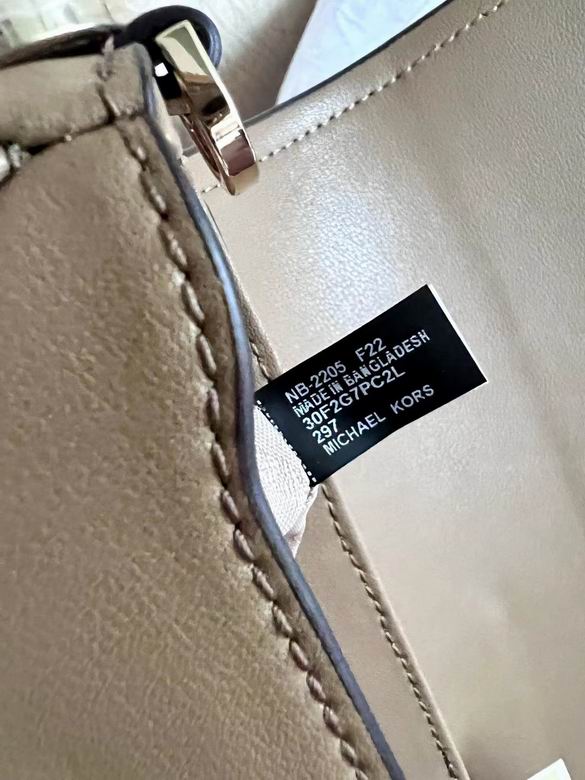 NB-2205 F22
MADE IN BANGLADESH
30F2G7PC2L
297
MICHAEL KORS